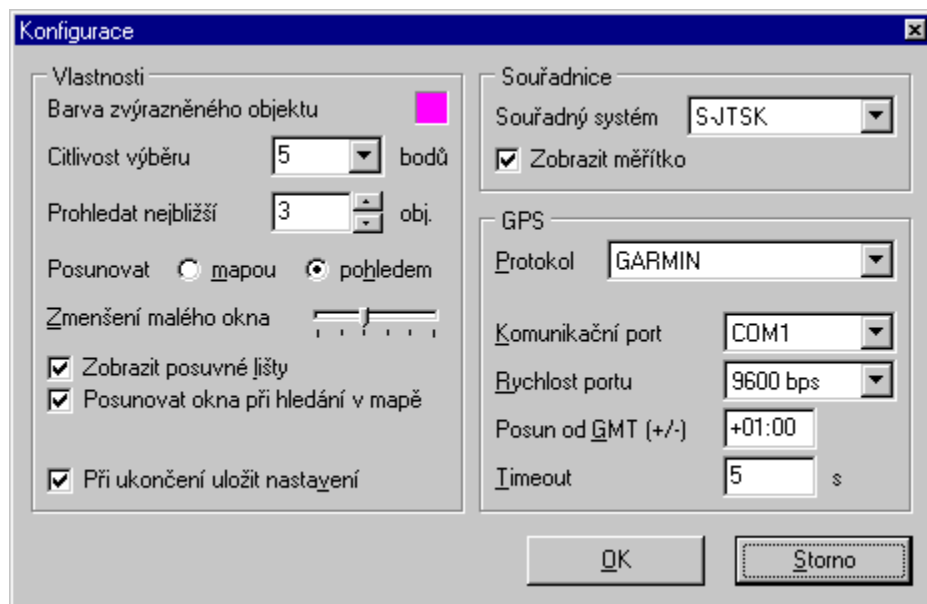 Konfigurace
Vlastnosti
Barva zvýrazněného objektu
Citlivost výběru 5 bodů
Prohledat nejbližší 3 obj.
Posunovat mapou pohledem
Zmenšení malého okna
Zobrazit posuvné lišty
Posunovat okna při hledání v mapě
Při ukončení uložit nastavení
Souřadnice
Souřadný systém S-JTSK
Zobrazit měřítko
GPS
Protokol GARMIN
Komunikační port COM1
Rychlost portu 9600 bps
Posun od GMT (+/-) +01:00
Timeout 5 s
OK Storno